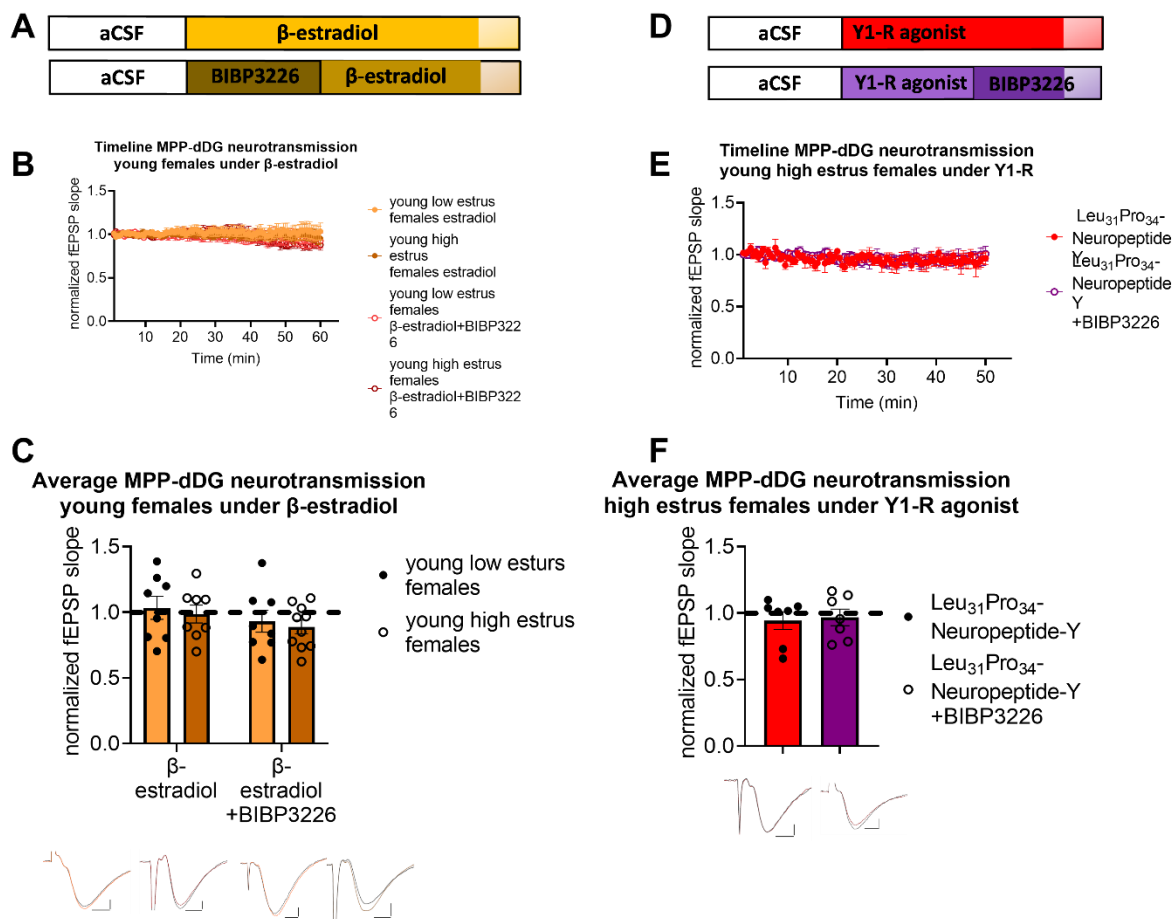 A
aCSF
β-estradiol
aCSF
BIBP3226
β-estradiol
B
Timeline MPP-dDG neurotransmission
young females under β-estradiol
normalized fEPSP slope
1.5
1.0
0.5
0.0
10
20
30
40
50
60
Time (min)
young low estrus
females estradiol
young high
estrus
females estradiol
young low estrus
females
β-estradiol+BIBP322
6
young high estrus
females
β-estradiol+BIBP322
6
C
Average MPP-dDG neurotransmission
young females under β-estradiol
normalized fEPSP slope
1.5
1.0
0.5
0.0
β-
estradiol
β-
estradiol
+BIBP3226
young low esturs
females
young high estrus
females
D
aCSF
Y1-R agonist
aCSF
Y1-R agonist
BIBP3226
E
Timeline MPP-dDG neurotransmission
young high estrus females under Y1-R
normalized fEPSP slope
1.5
1.0
0.5
0.0
10
20
30
40
50
Time (min)
Leu31Pro34-
Neuropeptide
Y
Leu31Pro34-
Neuropeptide
Y
+BIBP3226
F
Average MPP-dDG neurotransmission
high estrus females under Y1-R agonist
normalized fEPSP slope
1.5
1.0
0.5
0.0
Leu31Pro34-
Neuropeptide-Y
Leu31Pro34-
Neuropeptide-Y
+BIBP3226